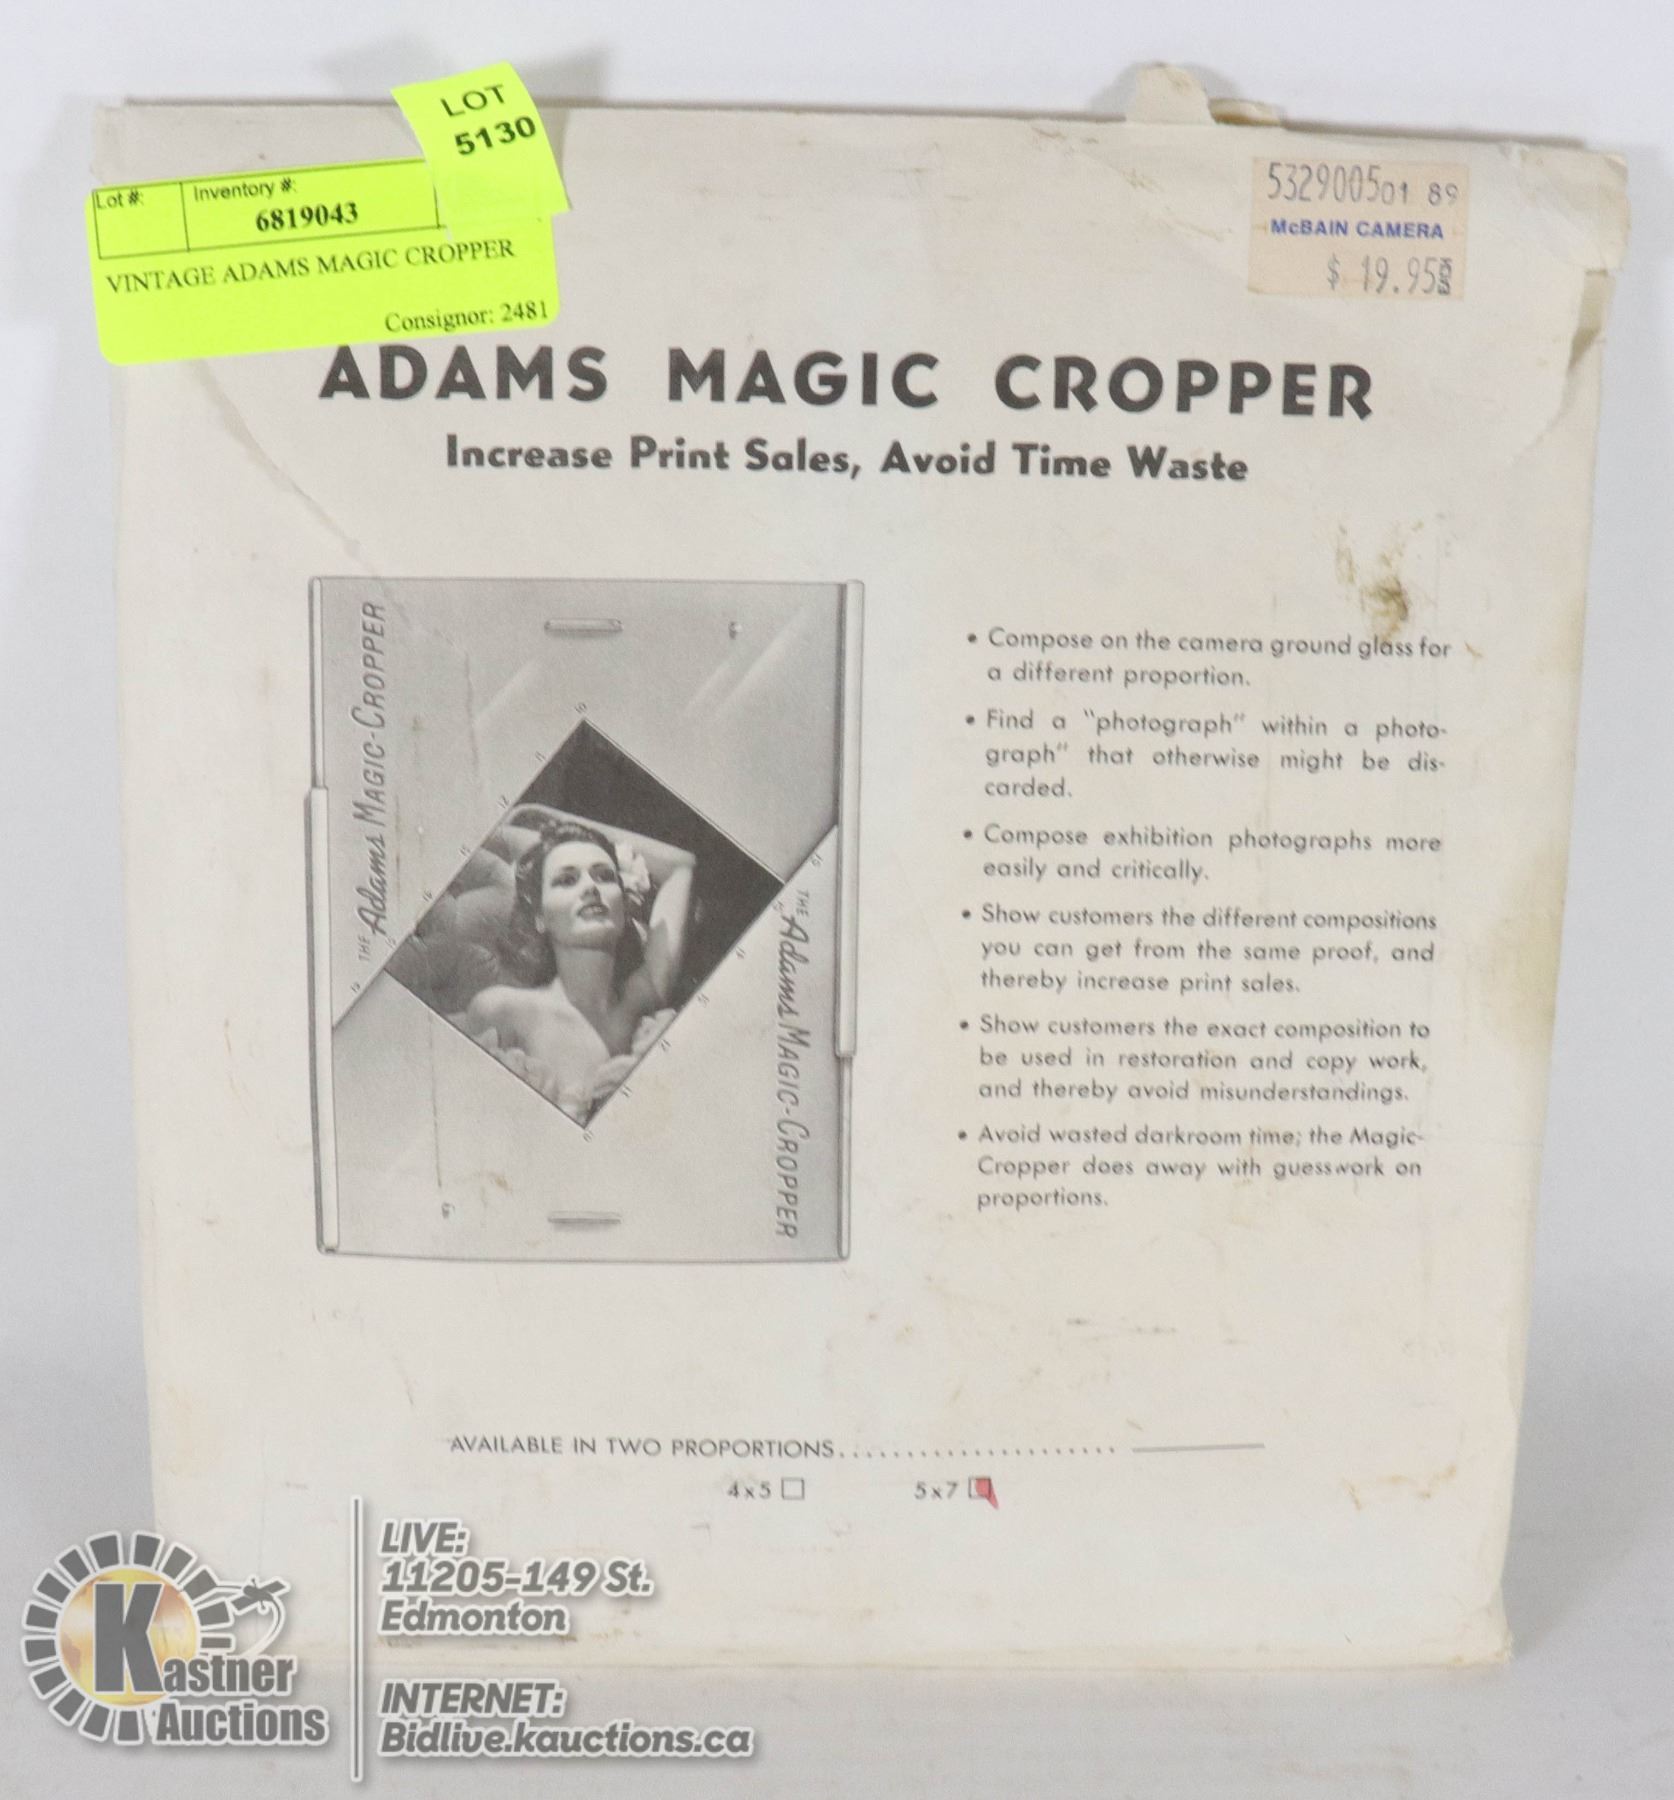 LOT
5130
Lot #:
Inventory #:
6819043
VINTAGE ADAMS MAGIC CROPPER
Consignor: 2481
532900501 89
McBAIN CAMERA
$ 19.95
ADAMS MAGIC CROPPER
Increase Print Sales, Avoid Time Waste
THE Adams MAGIC-CROPPER
THE Adams MAGIC-CROPPER
• Compose on the camera ground glass for
a different proportion.
• Find a "photograph" within a photo-
graph" that otherwise might be dis-
carded.
• Compose exhibition photographs more
easily and critically.
• Show customers the different compositions
you can get from the same proof, and
thereby increase print sales.
• Show customers the exact composition to
be used in restoration and copy work,
and thereby avoid misunderstandings.
• Avoid wasted darkroom time; the Magic-
Cropper does away with guesswork on
proportions.
AVAILABLE IN TWO PROPORTIONS.....................
4x5 5x7
Kastner
Auctions
LIVE:
11205-149 St.
Edmonton
INTERNET:
Bidlive.kauctions.ca